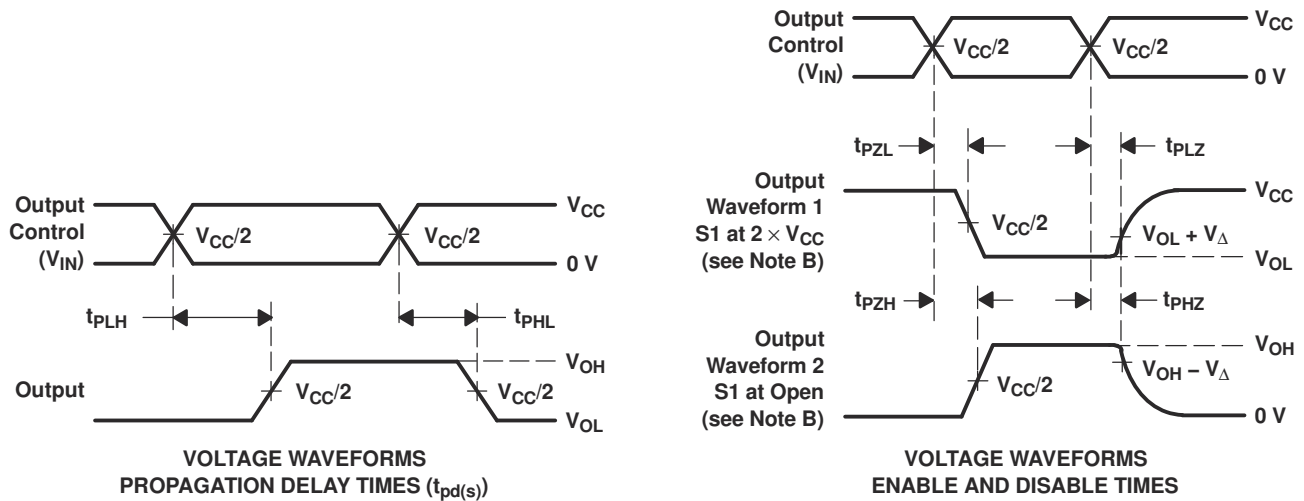 Output
Control
(VIN)
VCC/2
VCC/2
VCC
0 V
tPLH
tPHL
Output
VCC/2
VCC/2
VOH
VOL
VOLTAGE WAVEFORMS
PROPAGATION DELAY TIMES (tpd(s))
Output
Control
(VIN)
VCC/2
VCC/2
VCC
0 V
tPZL
tPLZ
Output
Waveform 1
S1 at 2 × VCC
(see Note B)
VCC/2
VCC
VOL + VΔ
VOL
tPZH
tPHZ
Output
Waveform 2
S1 at Open
(see Note B)
VCC/2
VOH
VOH − VΔ
0 V
VOLTAGE WAVEFORMS
ENABLE AND DISABLE TIMES